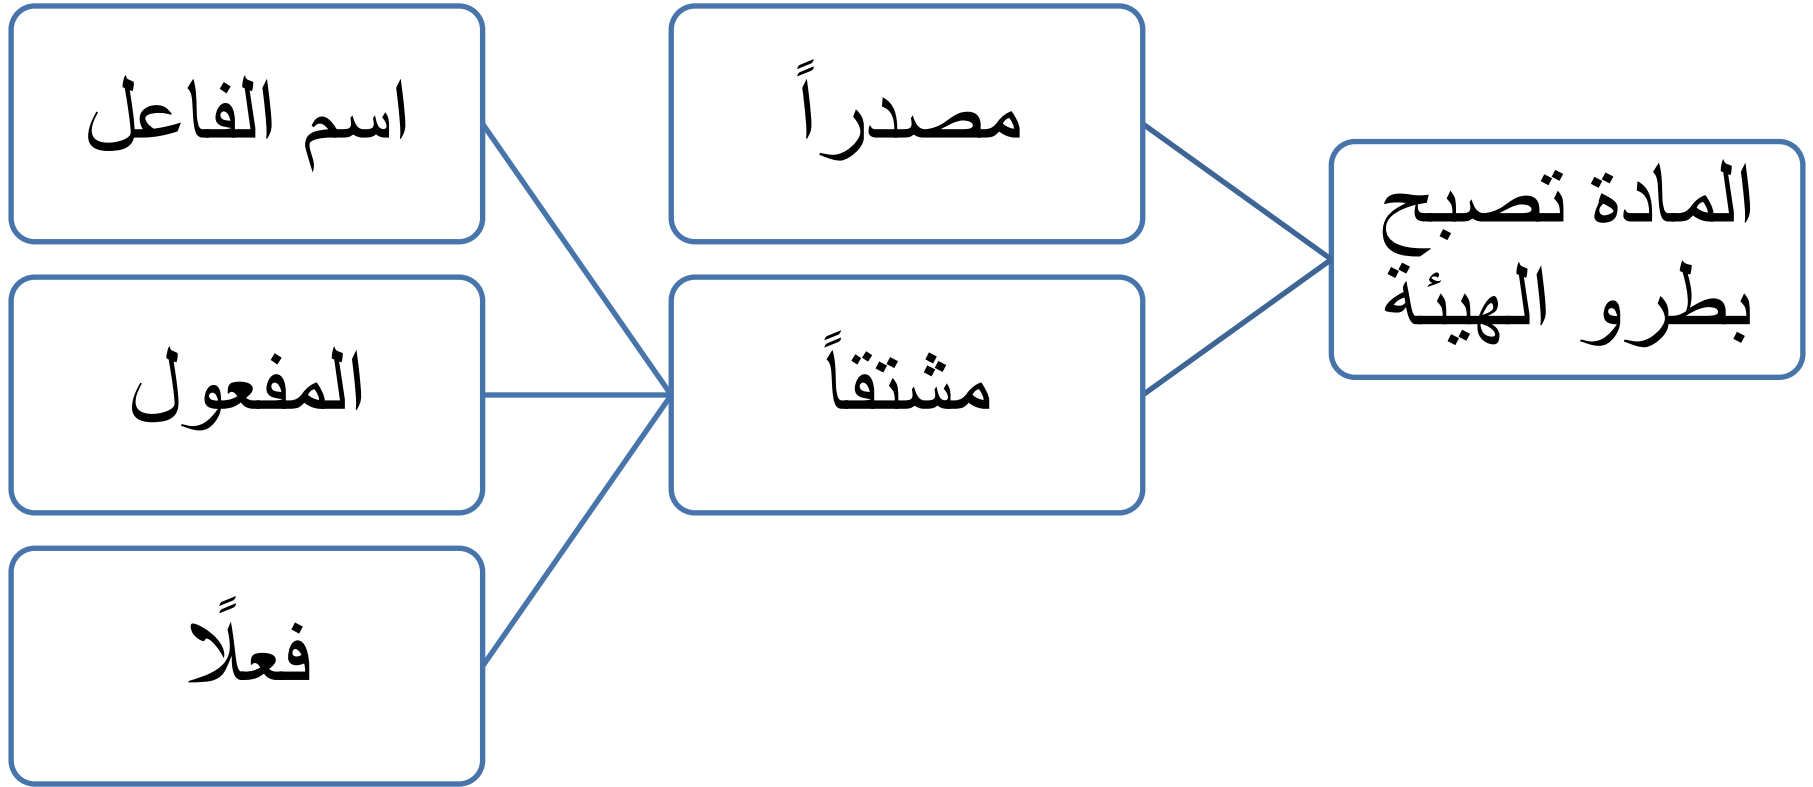 المادة تصبح
بطرو الهيئة
مصدراً
مشتقاً
اسم الفاعل
المفعول
فعلًا